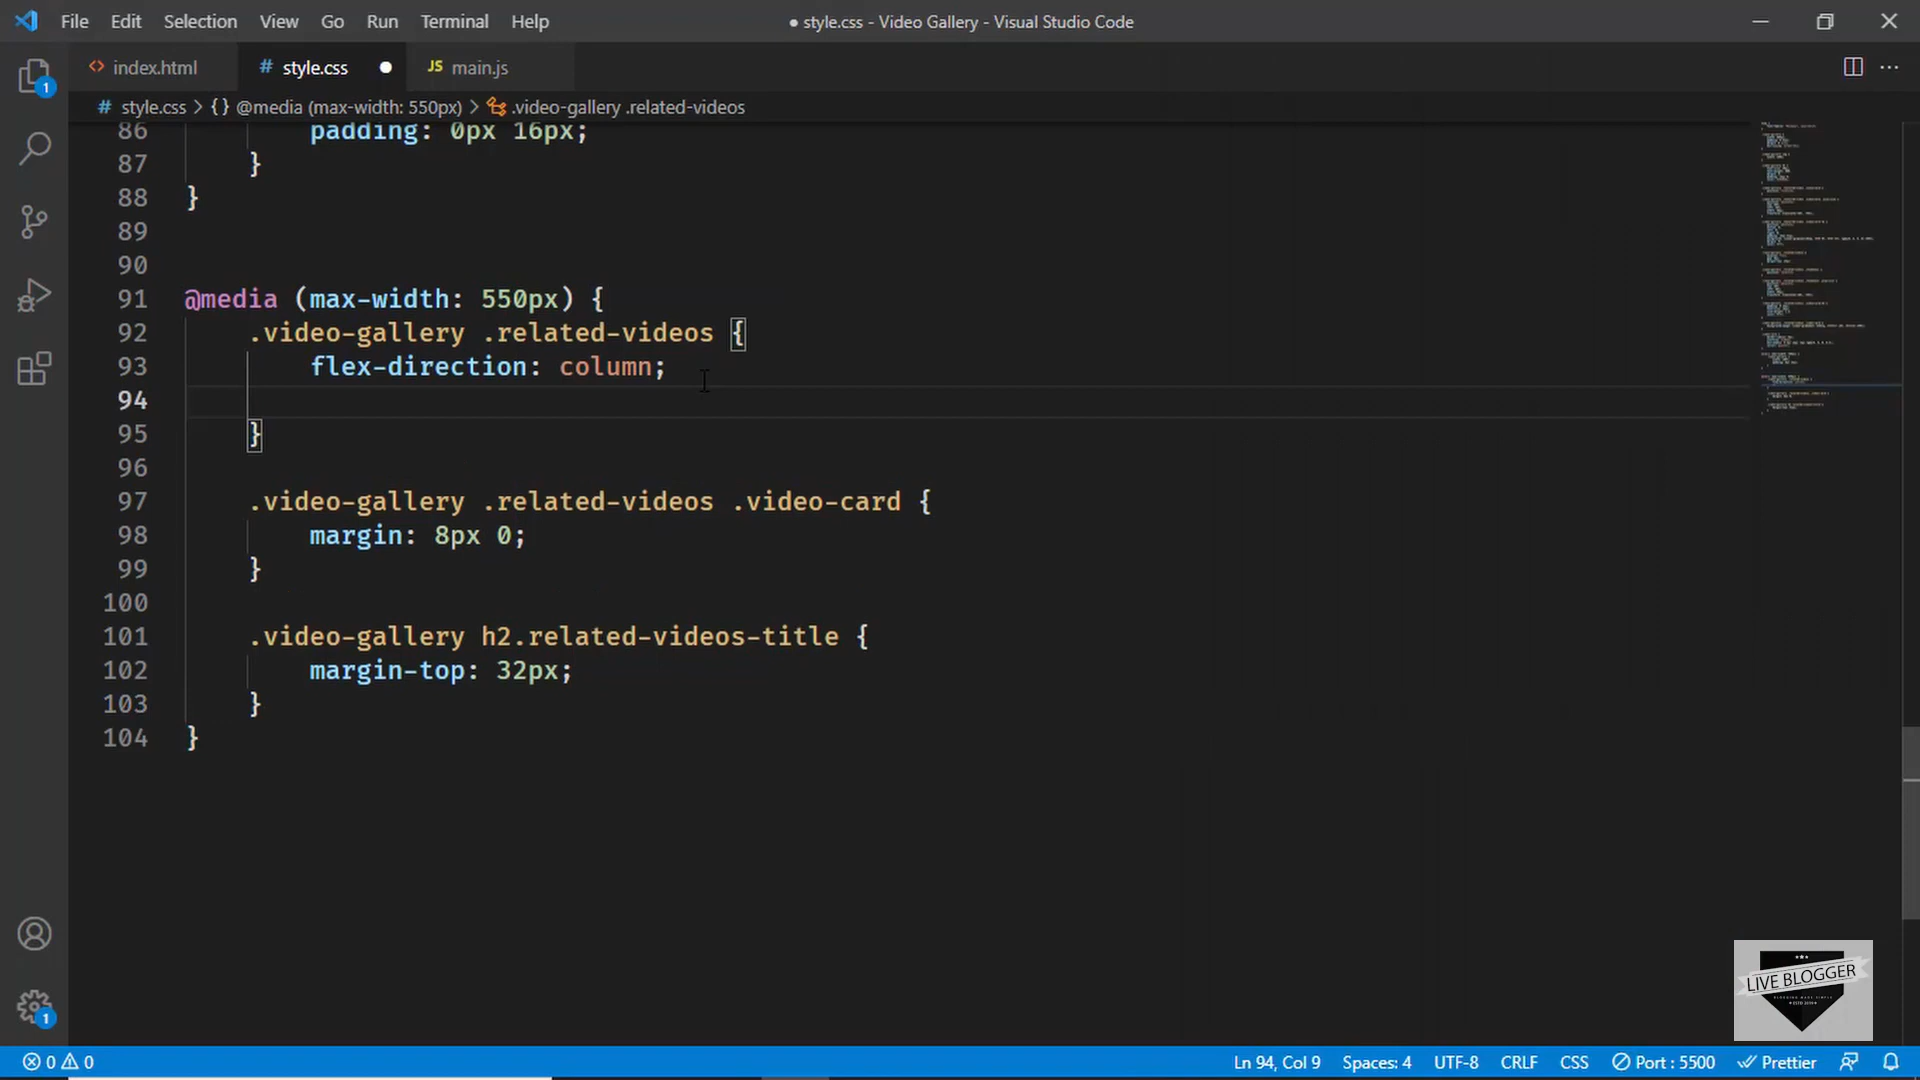 File Edit Selection View Go Run Terminal Help ● style.css - Video Gallery - Visual Studio Code
index.html # style.css ● JS main.js
# style.css > {} @media (max-width: 550px) > .video-gallery .related-videos
86 padding: 0px 16px;
87 }
88 }
89
90
91 @media (max-width: 550px) {
92 .video-gallery .related-videos {
93 flex-direction: column;
94
95 }
96
97 .video-gallery .related-videos .video-card {
98 margin: 8px 0;
99 }
100
101 .video-gallery h2.related-videos-title {
102 margin-top: 32px;
103 }
104 }
1
1
LIVE BLOGGER
0 0 Ln 94, Col 9 Spaces: 4 UTF-8 CRLF CSS Port : 5500 Prettier